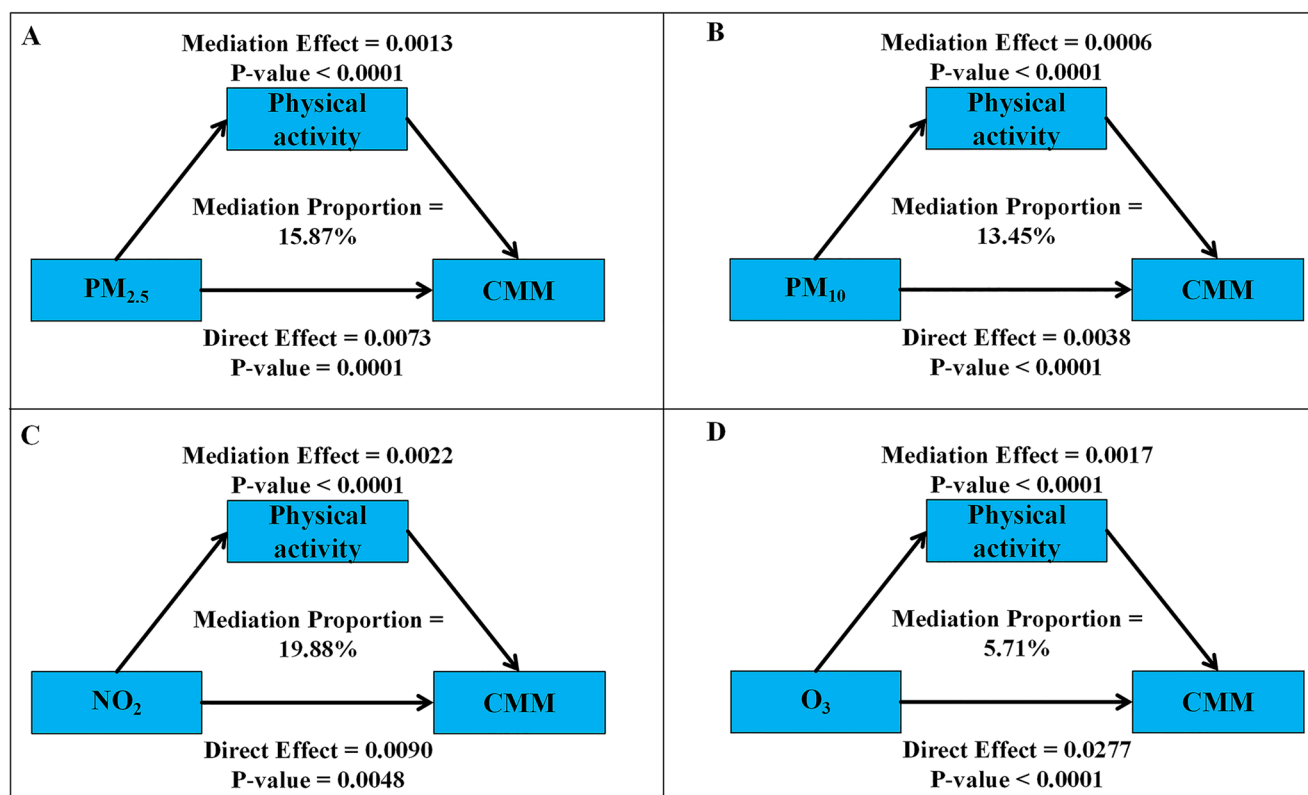 A
Mediation Effect = 0.0013
P-value < 0.0001
Physical
activity
Mediation Proportion =
15.87%
PM₂.₅
CMM
Direct Effect = 0.0073
P-value = 0.0001
B
Mediation Effect = 0.0006
P-value < 0.0001
Physical
activity
Mediation Proportion =
13.45%
PM₁₀
CMM
Direct Effect = 0.0038
P-value < 0.0001
C
Mediation Effect = 0.0022
P-value < 0.0001
Physical
activity
Mediation Proportion =
19.88%
NO₂
CMM
Direct Effect = 0.0090
P-value = 0.0048
D
Mediation Effect = 0.0017
P-value < 0.0001
Physical
activity
Mediation Proportion =
5.71%
O₃
CMM
Direct Effect = 0.0277
P-value < 0.0001